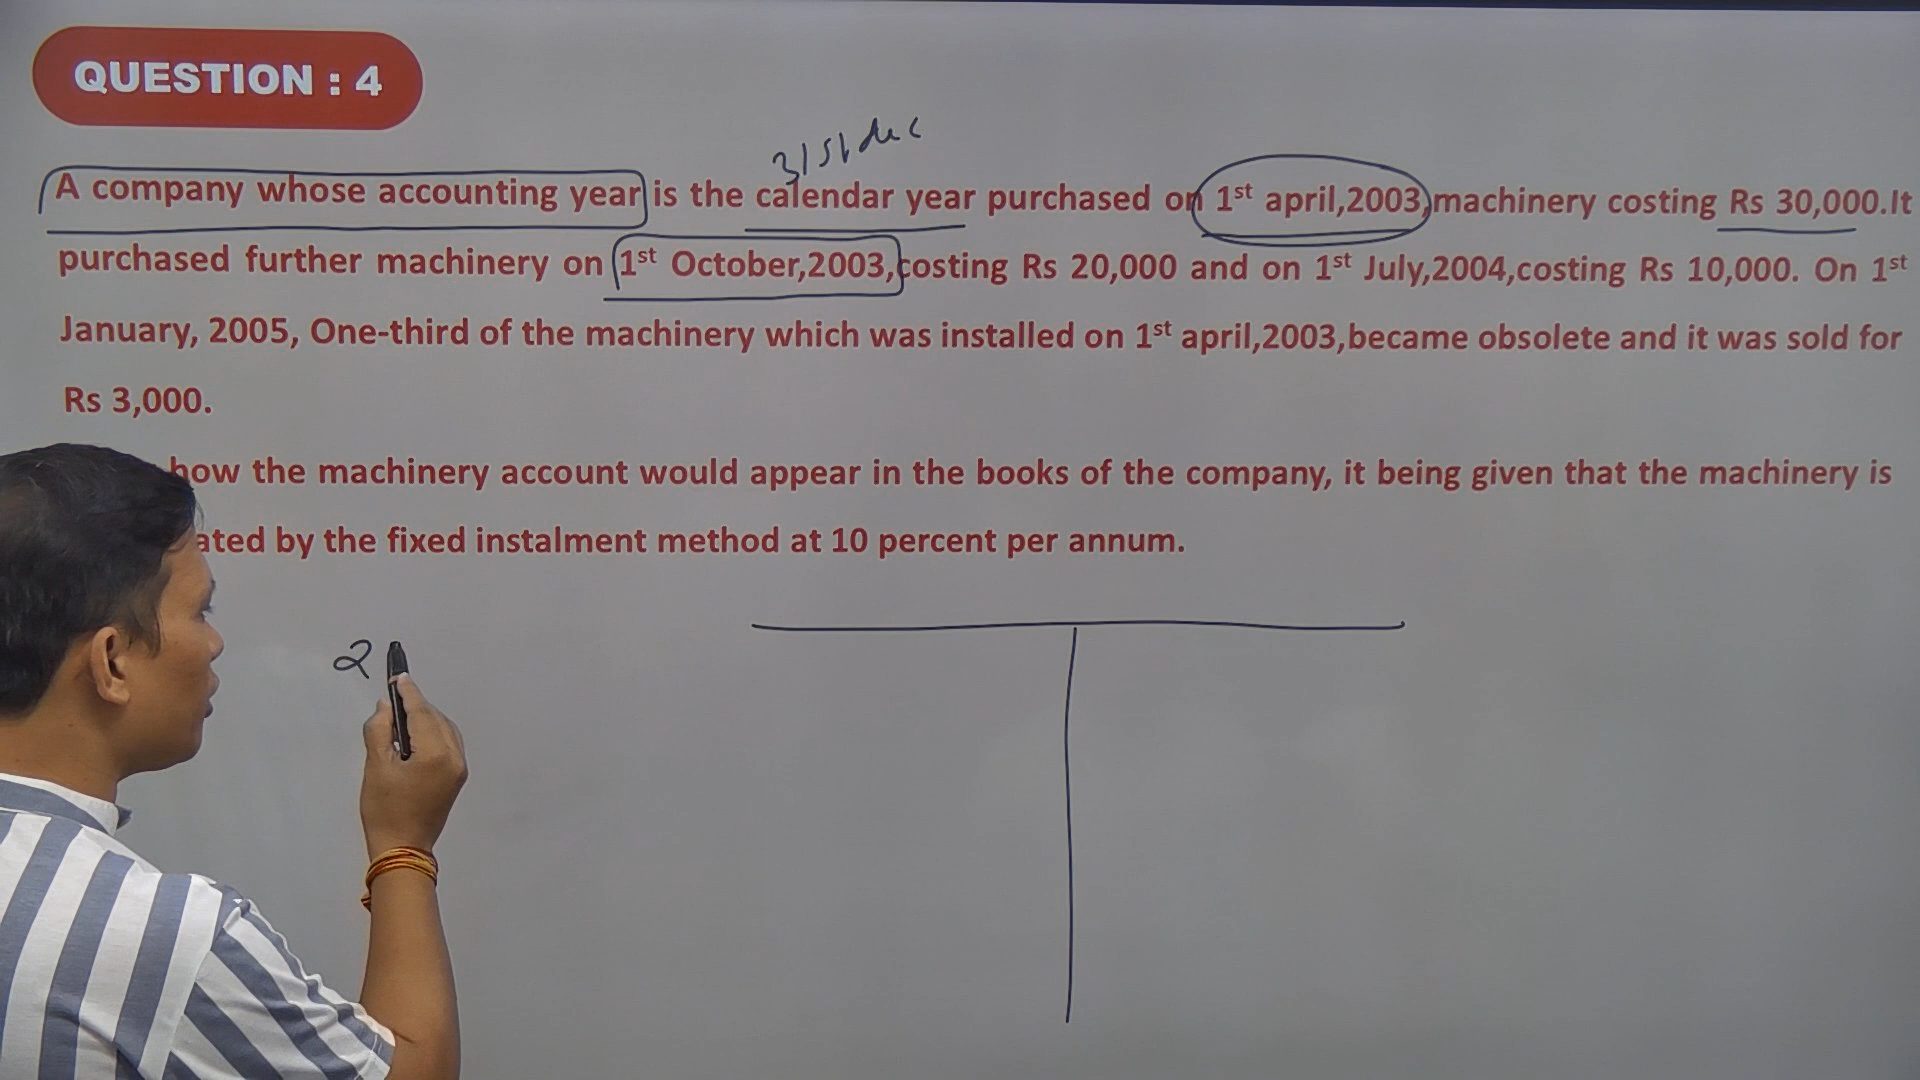 QUESTION : 4
31st dec
A company whose accounting year is the calendar year purchased on 1st april,2003,machinery costing Rs 30,000.It
purchased further machinery on 1st October,2003,costing Rs 20,000 and on 1st July,2004,costing Rs 10,000. On 1st
January, 2005, One-third of the machinery which was installed on 1st april,2003,became obsolete and it was sold for
Rs 3,000.
how the machinery account would appear in the books of the company, it being given that the machinery is
ated by the fixed instalment method at 10 percent per annum.
2